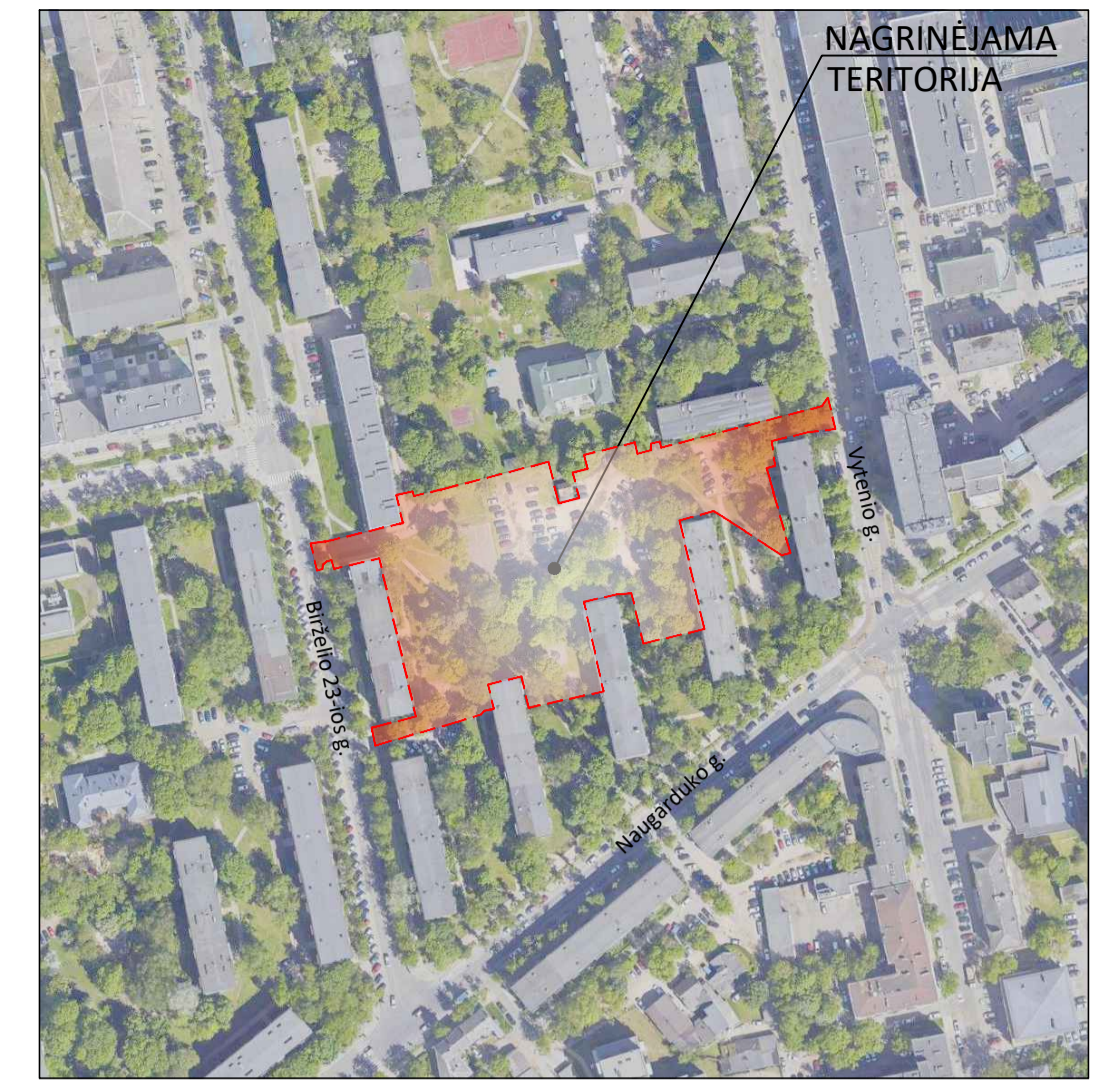 NAGRINĖJAMA
TERITORIJA
Vytenio g.
Birželio 23-ios g.
Naugarduko g.